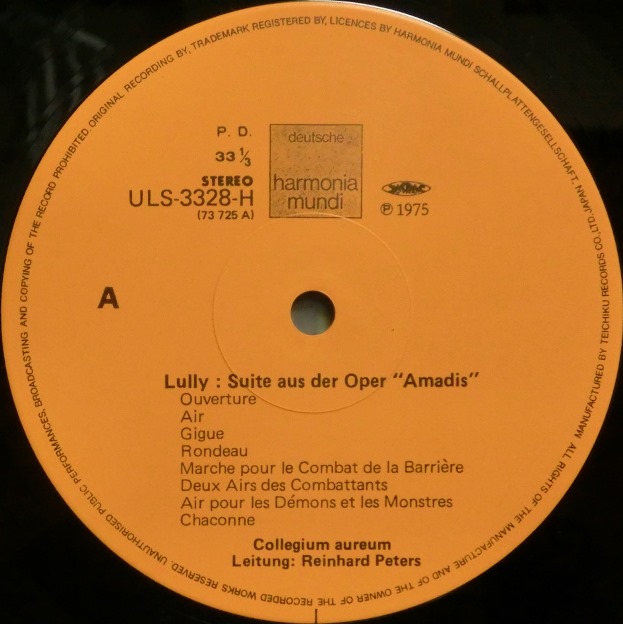 ORIGINAL RECORDING BY, TRADEMARK REGISTERED BY, LICENCES BY HARMONIA MUNDI SCHALLPLATTENGESELLSCHAFT, JAPAN, LTD. MANUFACTURED BY TEICHIKU RECORDS CO., LTD.
ALL RIGHTS OF THE MANUFACTURE AND OF THE OWNER OF THE RECORDED WORKS RESERVED. UNAUTHORISED PUBLIC PERFORMANCES, BROADCASTING AND COPYING OF THE RECORD PROHIBITED.
P. D.
33 1/3
STEREO
ULS-3328-H
(73 725 A)
deutsche
harmonia
mundi
℗ 1975
A
Lully : Suite aus der Oper "Amadis"
Ouverture
Air
Gigue
Rondeau
Marche pour le Combat de la Barrière
Deux Airs des Combattants
Air pour les Démons et les Monstres
Chaconne
Collegium aureum
Leitung: Reinhard Peters